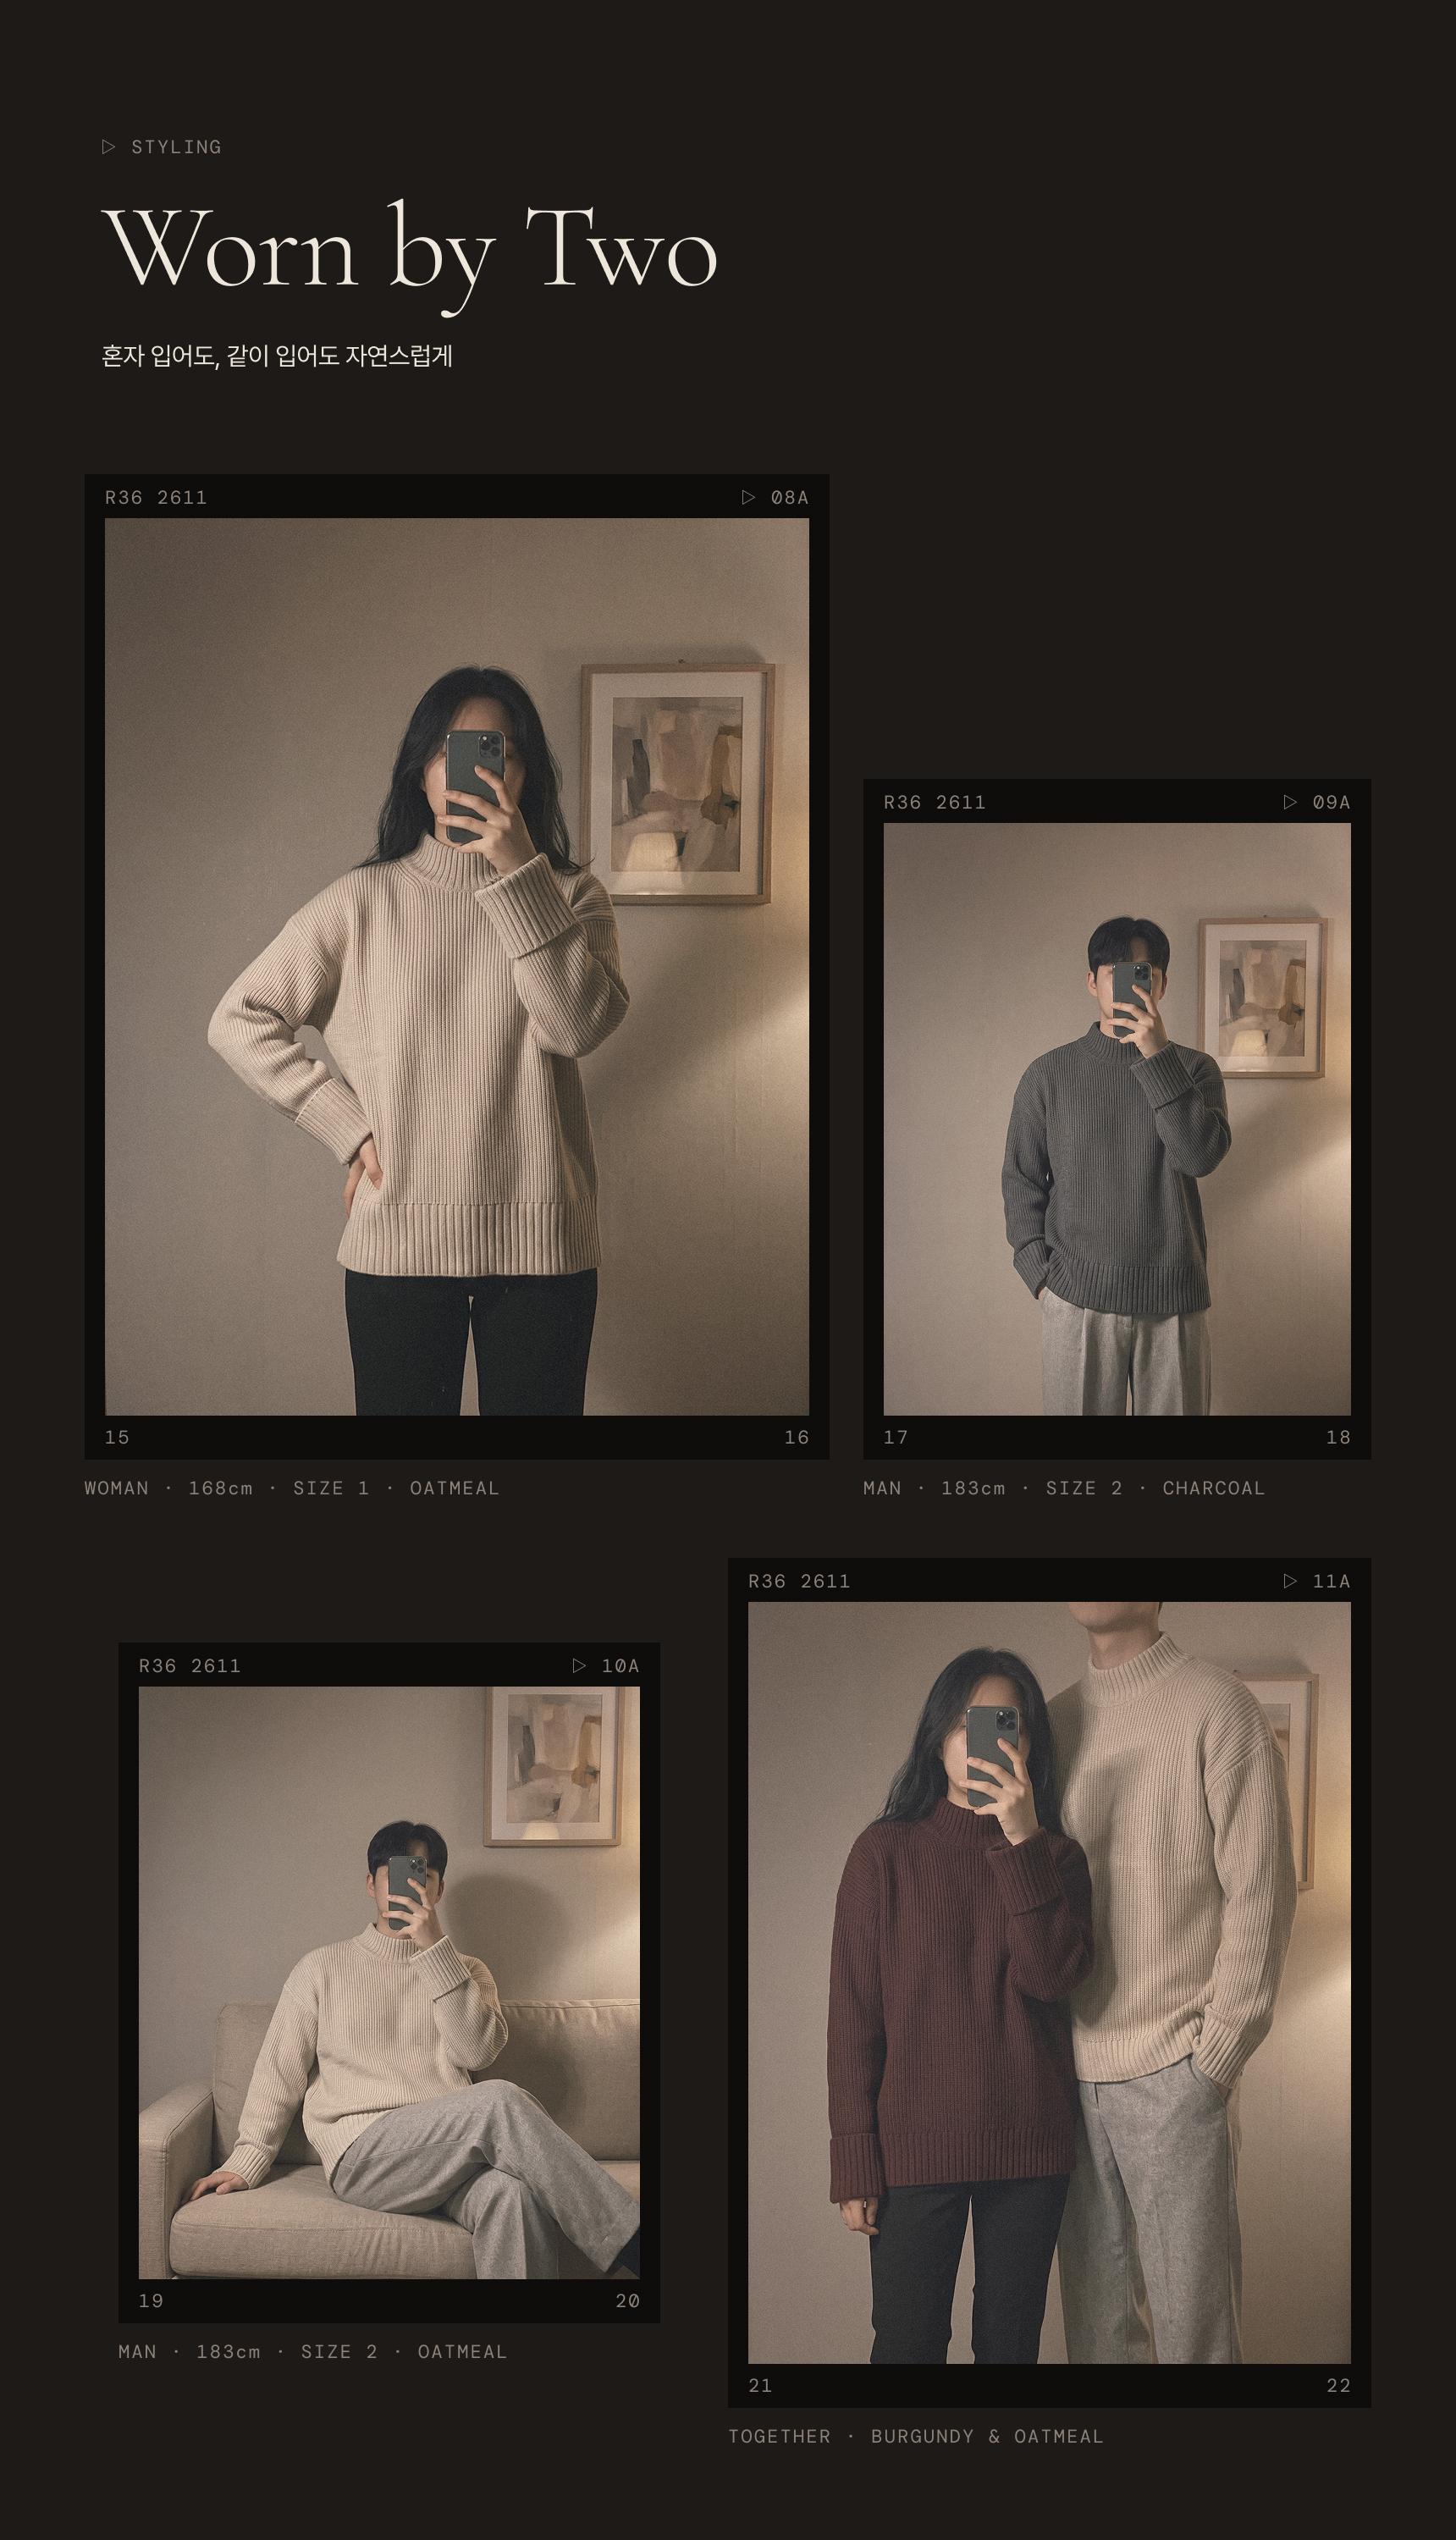 ▷ STYLING
Worn by Two
혼자 입어도, 같이 입어도 자연스럽게
R36 2611 ▷ 08A
15 16
WOMAN · 168cm · SIZE 1 · OATMEAL
R36 2611 ▷ 09A
17 18
MAN · 183cm · SIZE 2 · CHARCOAL
R36 2611 ▷ 10A
19 20
MAN · 183cm · SIZE 2 · OATMEAL
R36 2611 ▷ 11A
21 22
TOGETHER · BURGUNDY & OATMEAL